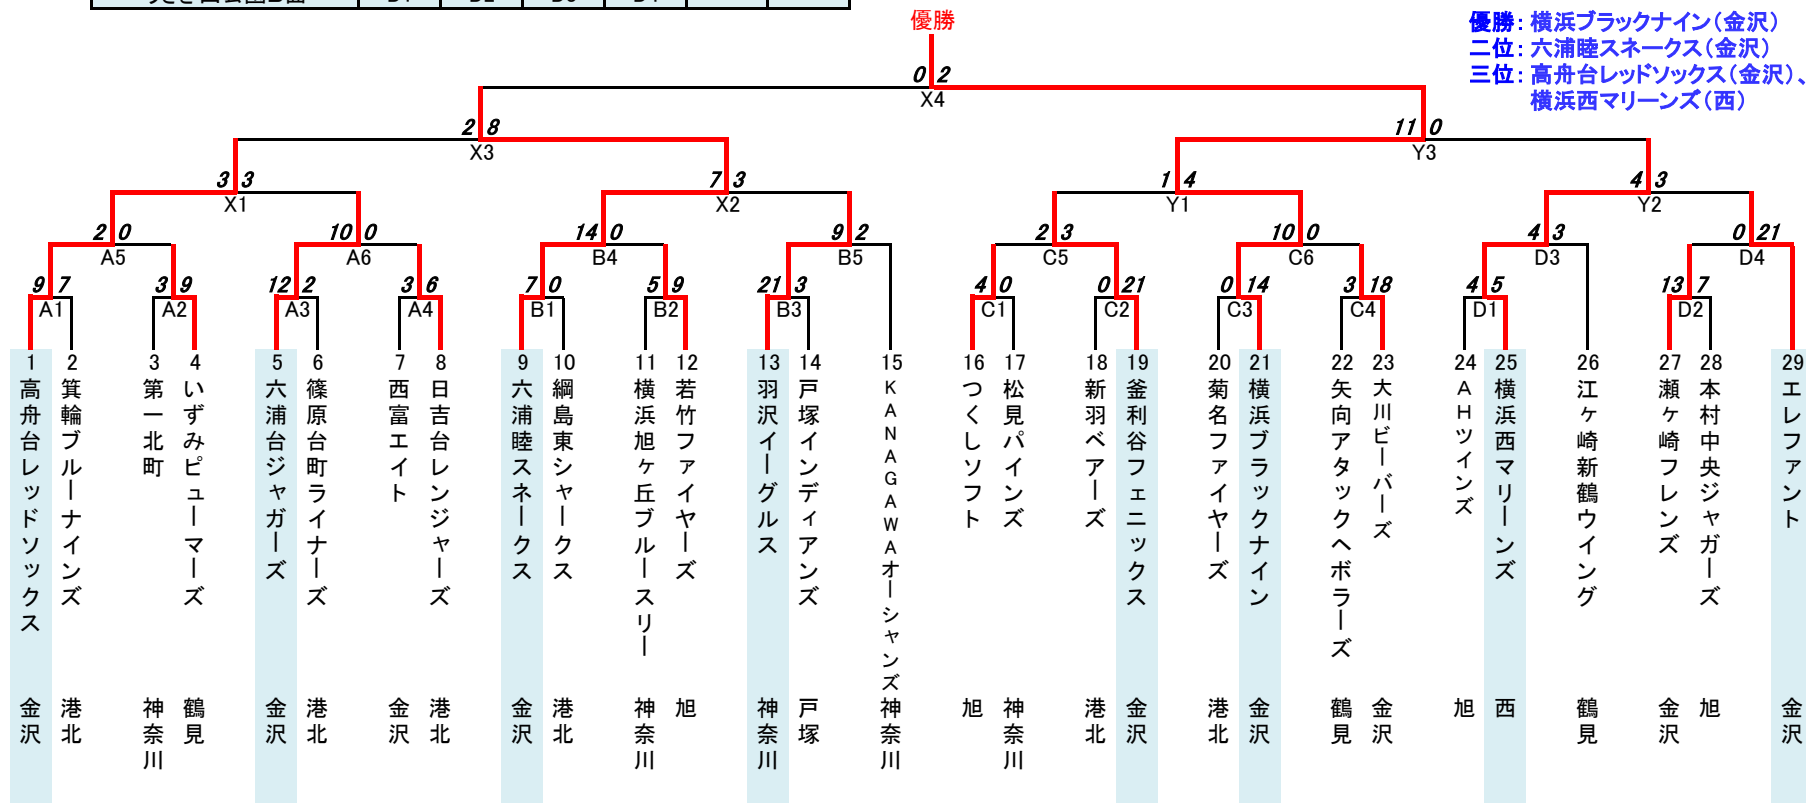 優勝
優勝: 横浜ブラックナイン(金沢)
二位: 六浦睦スネークス(金沢)
三位: 高舟台レッドソックス(金沢)、
横浜西マリーンズ(西)
0 2
X4
2 8
X3
11 0
Y3
3 3
X1
7 3
X2
1 4
Y1
4 3
Y2
2 0
A5
10 0
A6
14 0
B4
9 2
B5
2 3
C5
10 0
C6
4 3
D3
0 21
D4
9 7
A1
3 9
A2
12 2
A3
3 6
A4
7 0
B1
5 9
B2
21 3
B3
4 0
C1
0 21
C2
0 14
C3
3 18
C4
4 5
D1
13 7
D2
1 高舟台レッドソックス 金沢
2 箕輪ブルーナインズ 港北
3 第一北町 神奈川
4 いずみピューマーズ 鶴見
5 六浦台ジャガーズ 金沢
6 篠原台町ライナーズ 港北
7 西富エイト 金沢
8 日吉台レンジャーズ 港北
9 六浦睦スネークス 金沢
10 綱島東シャークス 港北
11 横浜旭ヶ丘ブルースリー 神奈川
12 若竹ファイヤーズ 旭
13 羽沢イーグルス 神奈川
14 戸塚インディアンズ 戸塚
15 KANAGAWAオーシャンズ 神奈川
16 つくしソフト 旭
17 松見パインズ 神奈川
18 新羽ベアーズ 港北
19 釜利谷フェニックス 金沢
20 菊名ファイヤーズ 港北
21 横浜ブラックナイン 金沢
22 矢向アタックヘボラーズ 鶴見
23 大川ビーバーズ 金沢
24 AHツインズ 旭
25 横浜西マリーンズ 西
26 江ヶ崎新鶴ウイング 鶴見
27 瀬ヶ崎フレンズ 金沢
28 本村中央ジャガーズ 旭
29 エレファント 金沢